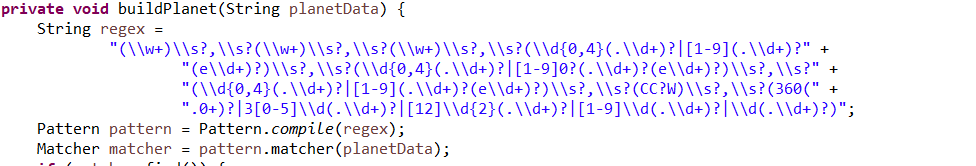 private void buildPlanet(String planetData) {
String regex =
"(\\w+)\\s?,\\s?(\\w+)\\s?,\\s?(\\w+)\\s?,\\s?(\\d{0,4}(.\\d+)?|[1-9](.\\d+)?" +
"(e\\d+)?)\\s?,\\s?(\\d{0,4}(.\\d+)?|[1-9]0?(.\\d+)?(e\\d+)?)\\s?,\\s?" +
"(\\d{0,4}(.\\d+)?|[1-9](.\\d+)?(e\\d+)?)\\s?,\\s?(CC?W)\\s?,\\s?(360(" +
".0+)?|3[0-5]\\d(.\\d+)?|[12]\\d{2}(.\\d+)?|[1-9]\\d(.\\d+)?|\\d(.\\d+)?)";
Pattern pattern = Pattern.compile(regex);
Matcher matcher = pattern.matcher(planetData);